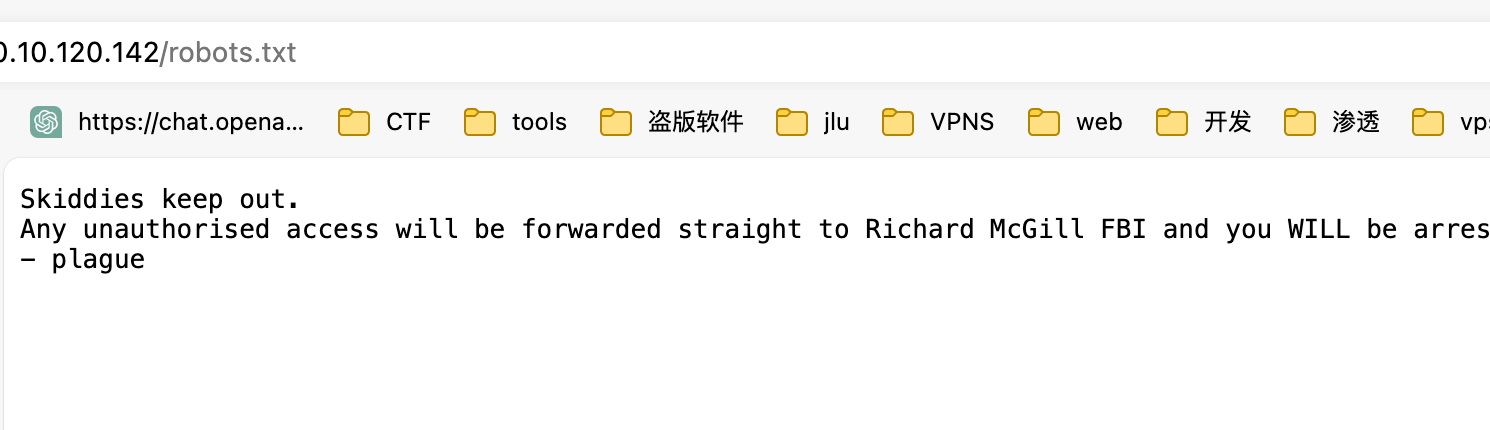 0.10.120.142/robots.txt
https://chat.opena... CTF tools 盗版软件 jlu VPNS web 开发 渗透 vps
Skiddies keep out.
Any unauthorised access will be forwarded straight to Richard McGill FBI and you WILL be arres
- plague